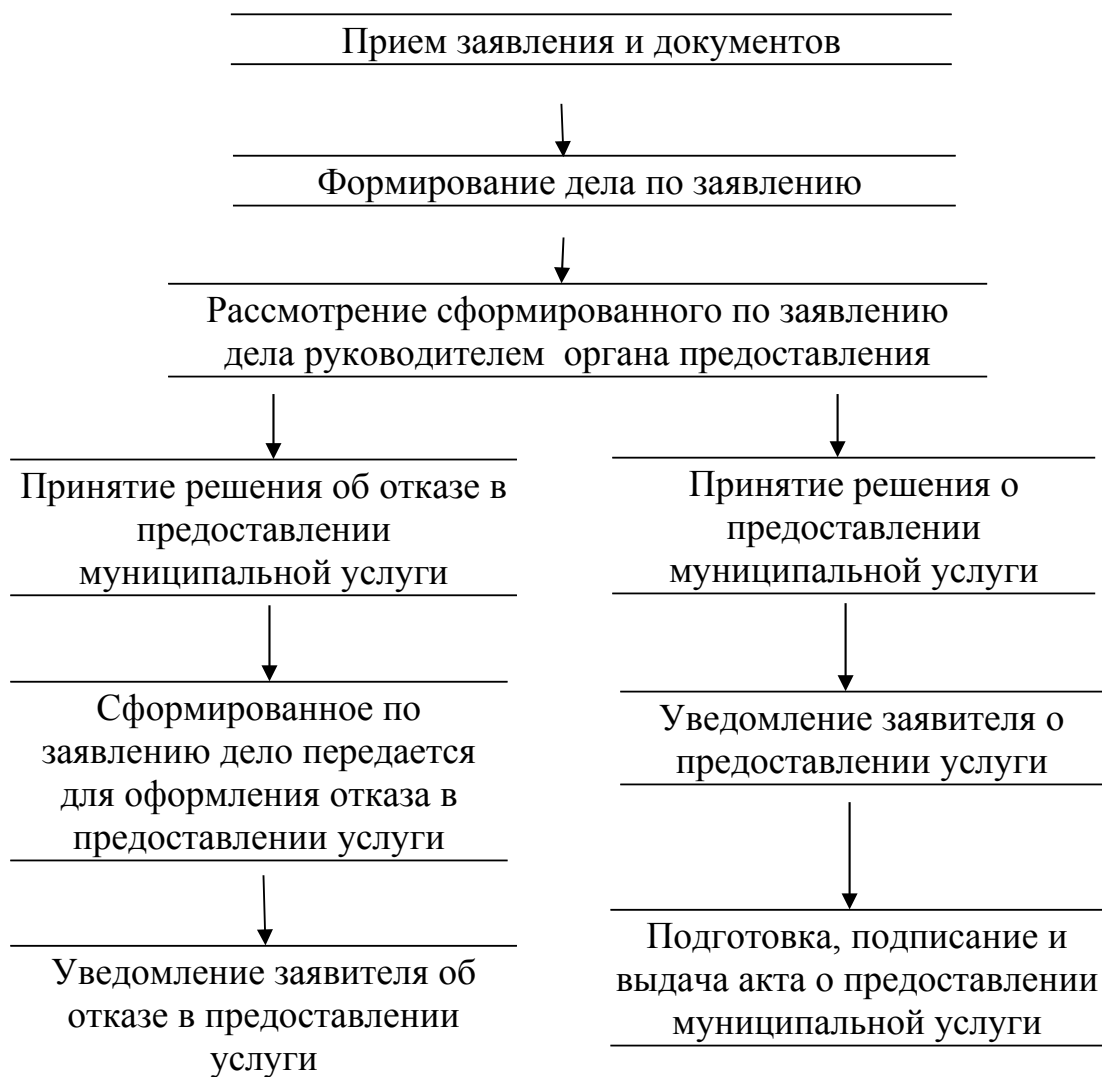 Прием заявления и документов
Формирование дела по заявлению
Рассмотрение сформированного по заявлению
дела руководителем органа предоставления
Принятие решения об отказе в
предоставлении
муниципальной услуги
Сформированное по
заявлению дело передается
для оформления отказа в
предоставлении услуги
Уведомление заявителя об
отказе в предоставлении
услуги
Принятие решения о
предоставлении
муниципальной услуги
Уведомление заявителя о
предоставлении услуги
Подготовка, подписание и
выдача акта о предоставлении
муниципальной услуги